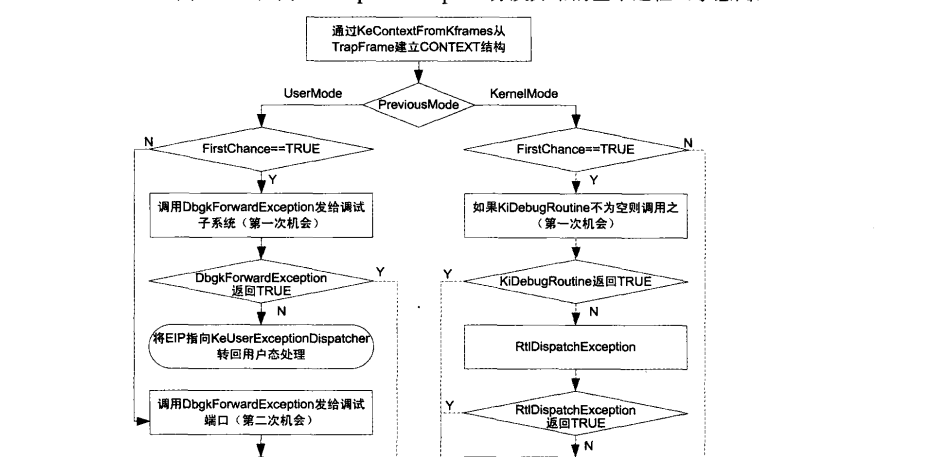 通过KeContextFromKframes从
TrapFrame建立CONTEXT结构
UserMode
PreviousMode
KernelMode
N
FirstChance==TRUE
Y
调用DbgkForwardException发给调试
子系统（第一次机会）
DbgkForwardException
返回TRUE
Y
N
将EIP指向KeUserExceptionDispatcher
转回用户态处理
调用DbgkForwardException发给调试
端口（第二次机会）
FirstChance==TRUE
N
Y
如果KiDebugRoutine不为空则调用之
（第一次机会）
Y
KiDebugRoutine返回TRUE
N
RtlDispatchException
Y
RtlDispatchException
返回TRUE
N